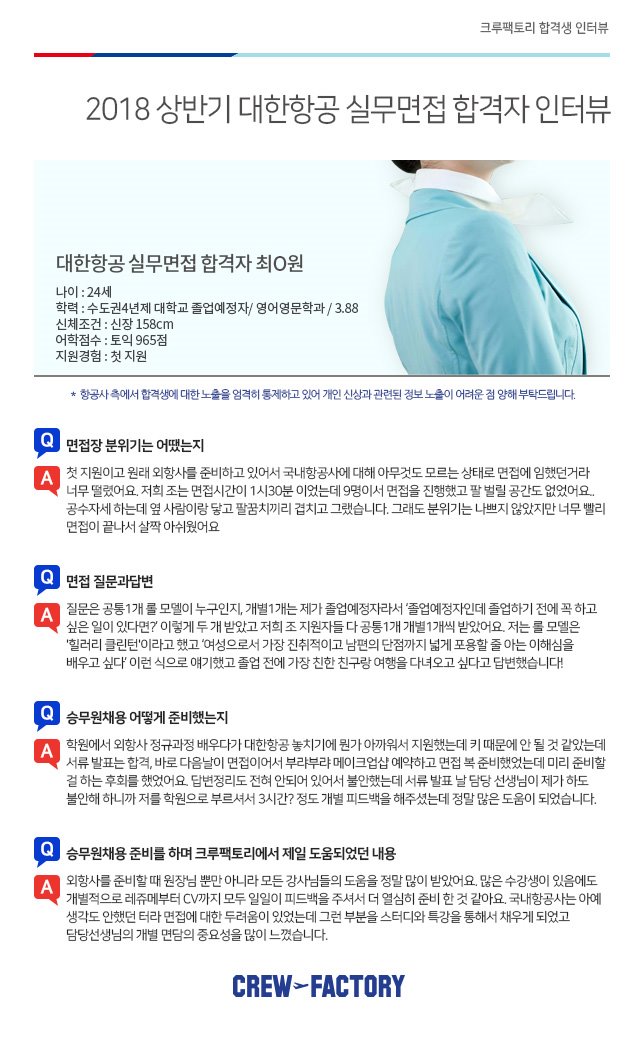 크루팩토리 합격생 인터뷰
2018 상반기 대한항공 실무면접 합격자 인터뷰
대한항공 실무면접 합격자 최O원
나이 : 24세
학력 : 수도권4년제 대학교 졸업예정자/ 영어영문학과 / 3.88
신체조건 : 신장 158cm
어학점수 : 토익 965점
지원경험 : 첫 지원
* 항공사 측에서 합격생에 대한 노출을 엄격히 통제하고 있어 개인 신상과 관련된 정보 노출이 어려운 점 양해 부탁드립니다.
Q 면접장 분위기는 어땠는지
A 첫 지원이고 원래 외항사를 준비하고 있어서 국내항공사에 대해 아무것도 모르는 상태로 면접에 임했던거라
너무 떨렸어요. 저희 조는 면접시간이 1시30분 이었는데 9명이서 면접을 진행했고 팔 벌릴 공간도 없었어요..
공수자세 하는데 옆 사람이랑 닿고 팔꿈치끼리 겹치고 그랬습니다. 그래도 분위기는 나쁘지 않았지만 너무 빨리
면접이 끝나서 살짝 아쉬웠어요
Q 면접 질문과답변
A 질문은 공통1개 롤 모델이 누구인지, 개별1개는 제가 졸업예정자라서 ‘졸업예정자인데 졸업하기 전에 꼭 하고
싶은 일이 있다면?’ 이렇게 두 개 받았고 저희 조 지원자들 다 공통1개 개별1개씩 받았어요. 저는 롤 모델은
'힐러리 클린턴'이라고 했고 ‘여성으로서 가장 진취적이고 남편의 단점까지 넓게 포용할 줄 아는 이해심을
배우고 싶다’ 이런 식으로 얘기했고 졸업 전에 가장 친한 친구랑 여행을 다녀오고 싶다고 답변했습니다!
Q 승무원채용 어떻게 준비했는지
A 학원에서 외항사 정규과정 배우다가 대한항공 놓치기에 뭔가 아까워서 지원했는데 키 때문에 안 될 것 같았는데
서류 발표는 합격, 바로 다음날이 면접이어서 부랴부랴 메이크업샵 예약하고 면접 복 준비했었는데 미리 준비할
걸 하는 후회를 했었어요. 답변정리도 전혀 안되어 있어서 불안했는데 서류 발표 날 담당 선생님이 제가 하도
불안해 하니까 저를 학원으로 부르셔서 3시간? 정도 개별 피드백을 해주셨는데 정말 많은 도움이 되었습니다.
Q 승무원채용 준비를 하며 크루팩토리에서 제일 도움되었던 내용
A 외항사를 준비할 때 원장님 뿐만 아니라 모든 강사님들의 도움을 정말 많이 받았어요. 많은 수강생이 있음에도
개별적으로 레쥬메부터 CV까지 모두 일일이 피드백을 주셔서 더 열심히 준비 한 것 같아요. 국내항공사는 아예
생각도 안했던 터라 면접에 대한 두려움이 있었는데 그런 부분을 스터디와 특강을 통해서 채우게 되었고
담당선생님의 개별 면담의 중요성을 많이 느꼈습니다.
CREW FACTORY